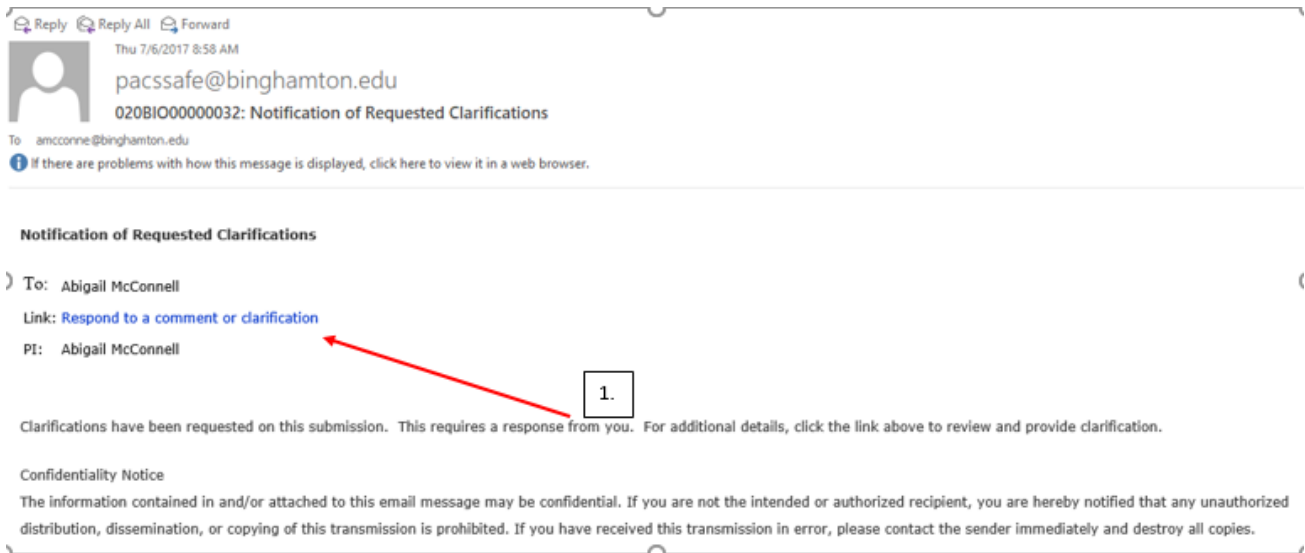 Reply Reply All Forward
Thu 7/6/2017 8:58 AM
pacssafe@binghamton.edu
020BIO00000032: Notification of Requested Clarifications
To amcconne@binghamton.edu
If there are problems with how this message is displayed, click here to view it in a web browser.
Notification of Requested Clarifications
To: Abigail McConnell
Link: Respond to a comment or clarification
PI: Abigail McConnell
1.
Clarifications have been requested on this submission. This requires a response from you. For additional details, click the link above to review and provide clarification.
Confidentiality Notice
The information contained in and/or attached to this email message may be confidential. If you are not the intended or authorized recipient, you are hereby notified that any unauthorized
distribution, dissemination, or copying of this transmission is prohibited. If you have received this transmission in error, please contact the sender immediately and destroy all copies.